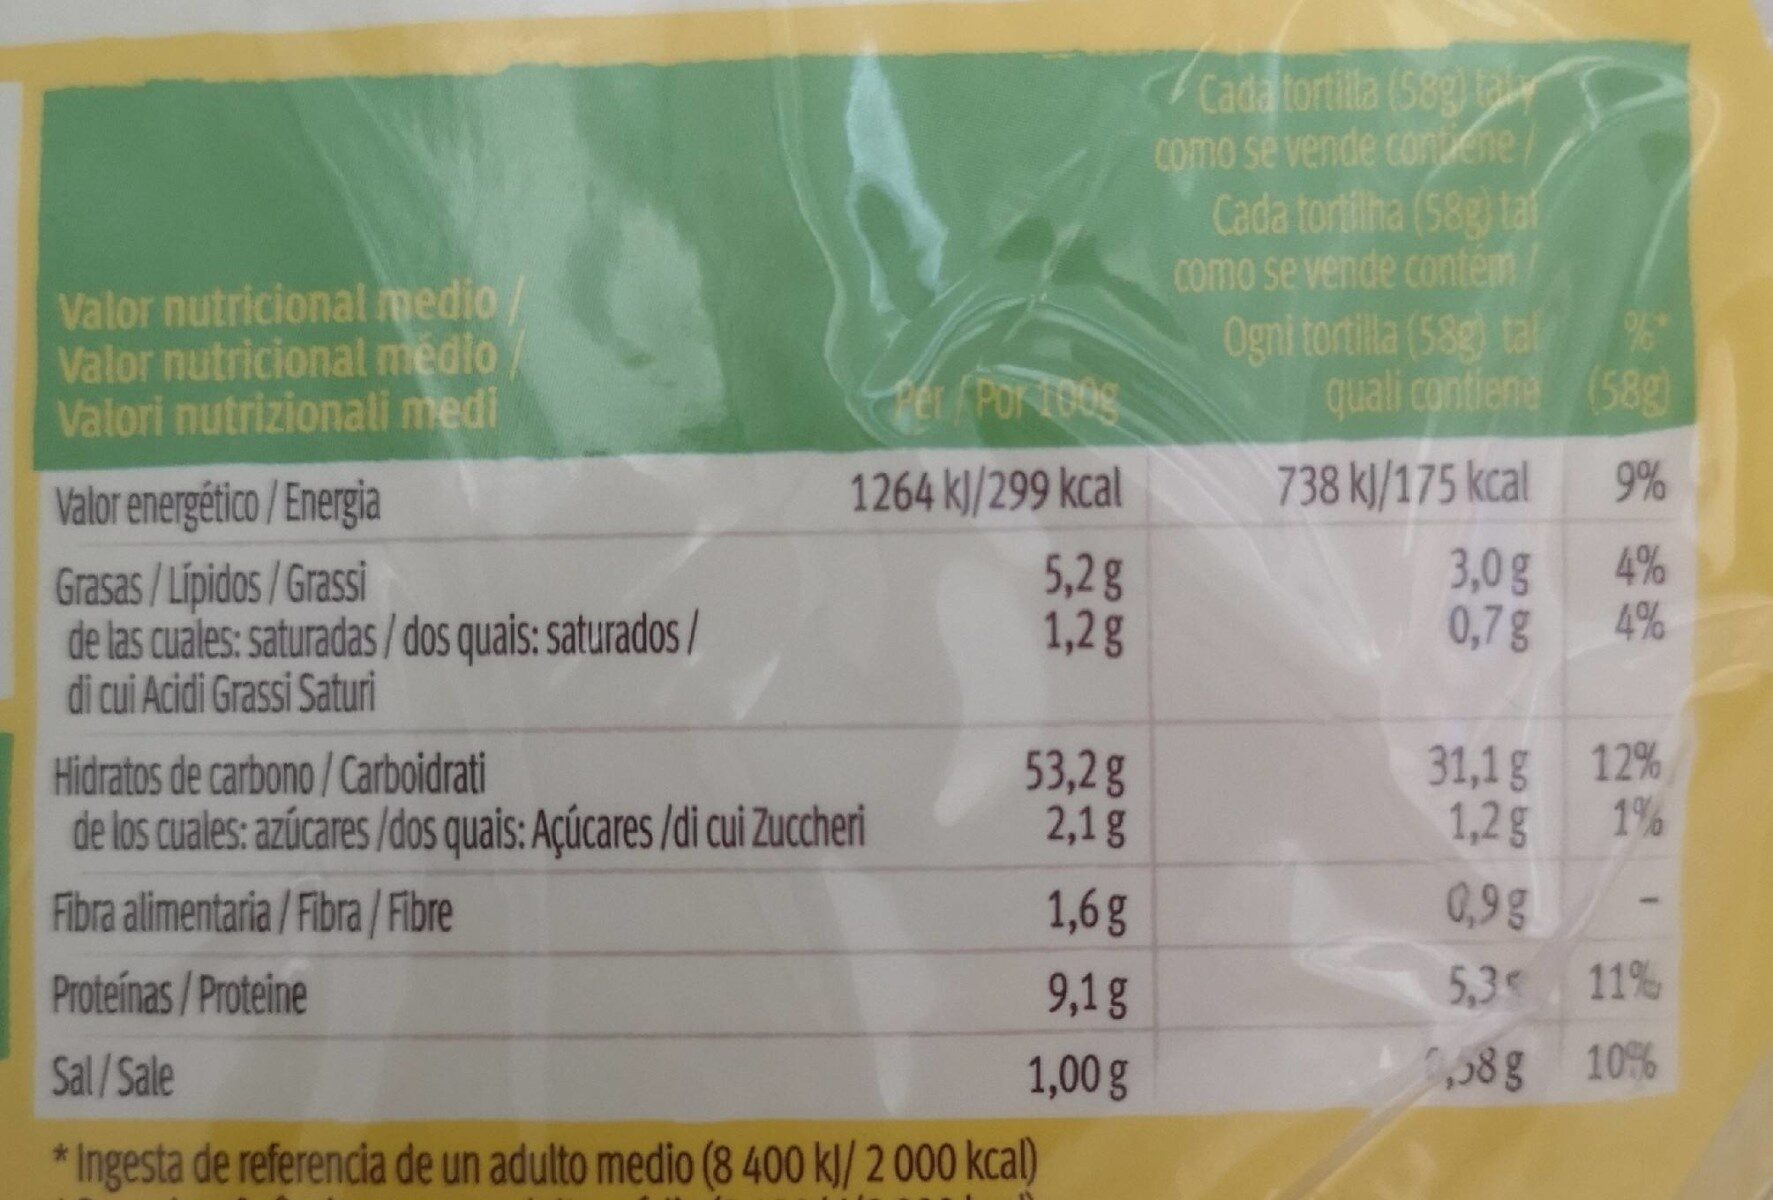 Cada tortilla (58g) tal y
como se vende contiene /
Cada tortilha (58g) tal
como se vende contém /
Ogni tortilla (58g) tal
quali contiene
%*
(58g)
Valor nutricional medio /
Valor nutricional médio /
Valori nutrizionali medi
Per / Por 100g
Valor energético / Energia 1264 kJ/299 kcal 738 kJ/175 kcal 9%
Grasas / Lípidos / Grassi 5,2 g 3,0 g 4%
de las cuales: saturadas / dos quais: saturados / 1,2 g 0,7 g 4%
di cui Acidi Grassi Saturi
Hidratos de carbono / Carboidrati 53,2 g 31,1 g 12%
de los cuales: azúcares /dos quais: Açúcares /di cui Zuccheri 2,1 g 1,2 g 1%
Fibra alimentaria / Fibra / Fibre 1,6 g 0,9 g -
Proteínas / Proteine 9,1 g 5,3 g 11%
Sal / Sale 1,00 g 0,58 g 10%
* Ingesta de referencia de un adulto medio (8 400 kJ/ 2 000 kcal)